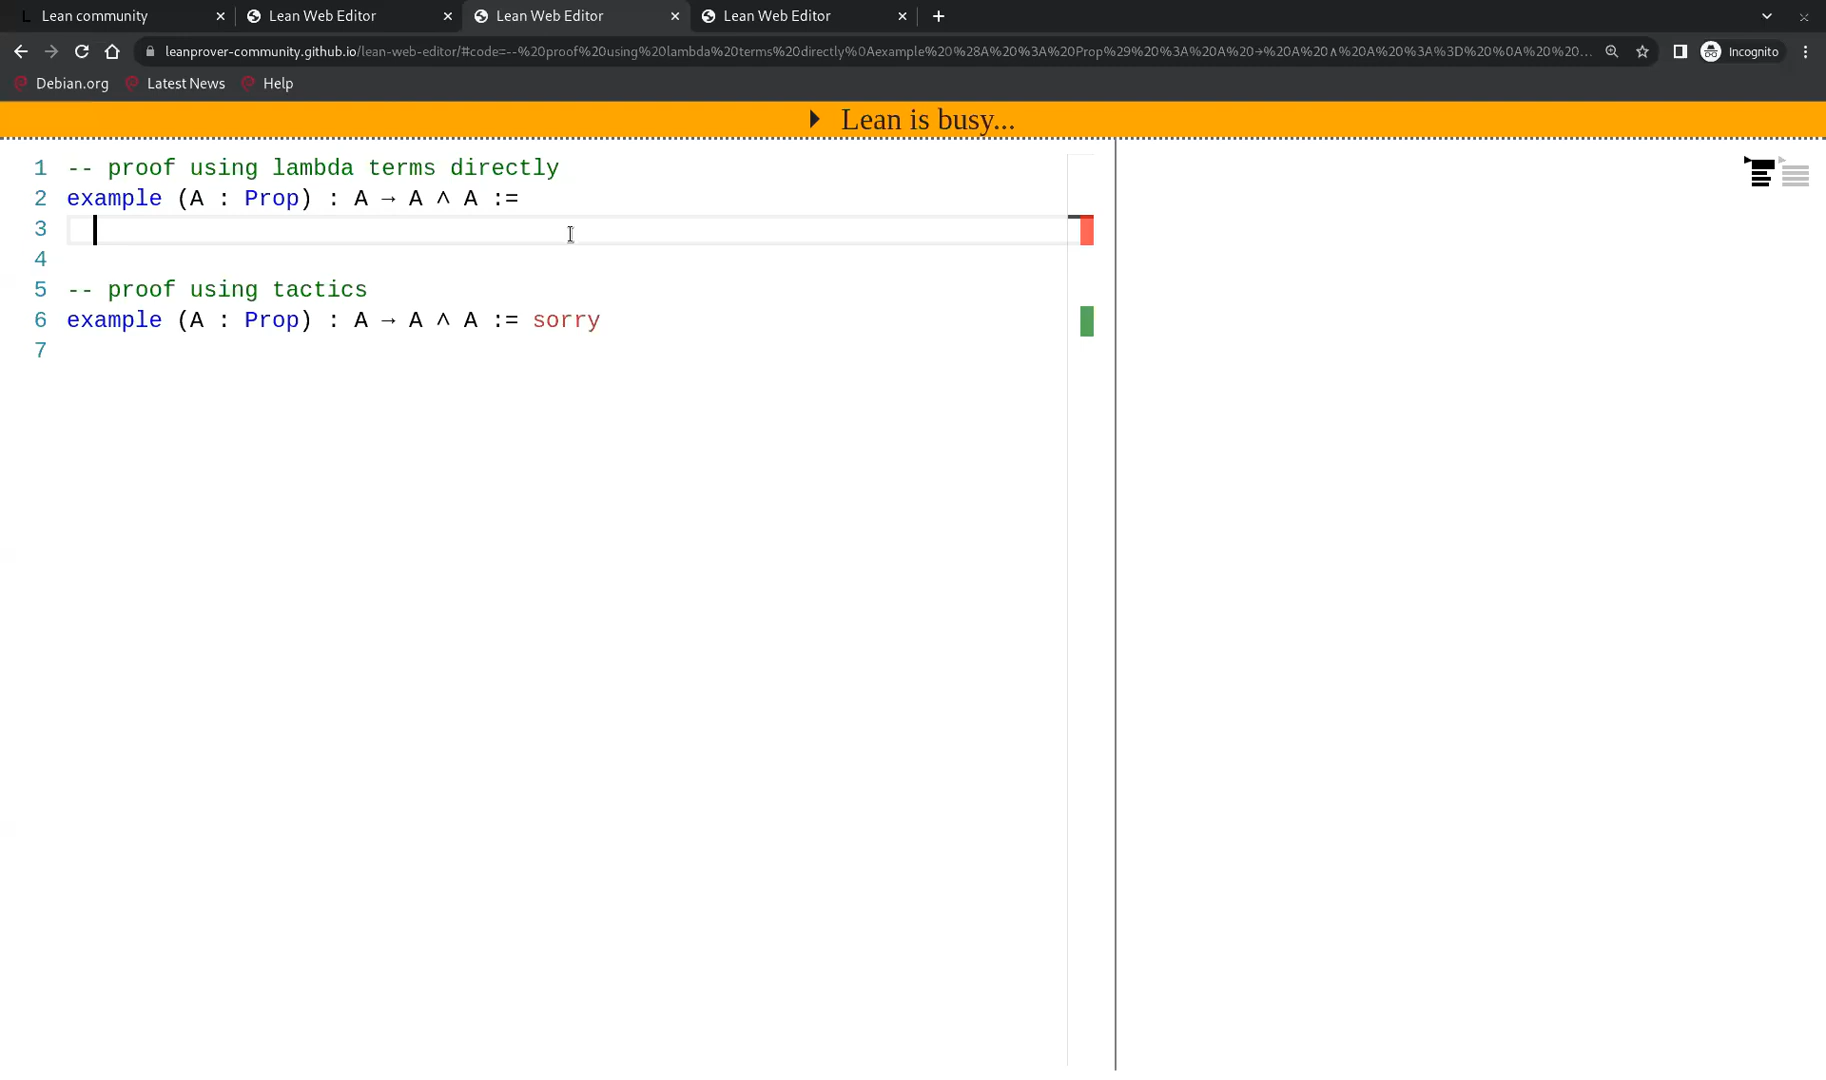 Lean community
Lean Web Editor
Lean Web Editor
Lean Web Editor
leanprover-community.github.io/lean-web-editor/#code=--%20proof%20using%20lambda%20terms%20directly%0Aexample%20%28A%20%3A%20Prop%29%20%3A%20A%20→%20A%20∧%20A%20%3A%3D%20%0A%20%20...
Incognito
Debian.org
Latest News
Help
Lean is busy...
1 -- proof using lambda terms directly
2 example (A : Prop) : A → A ∧ A :=
3
4
5 -- proof using tactics
6 example (A : Prop) : A → A ∧ A := sorry
7